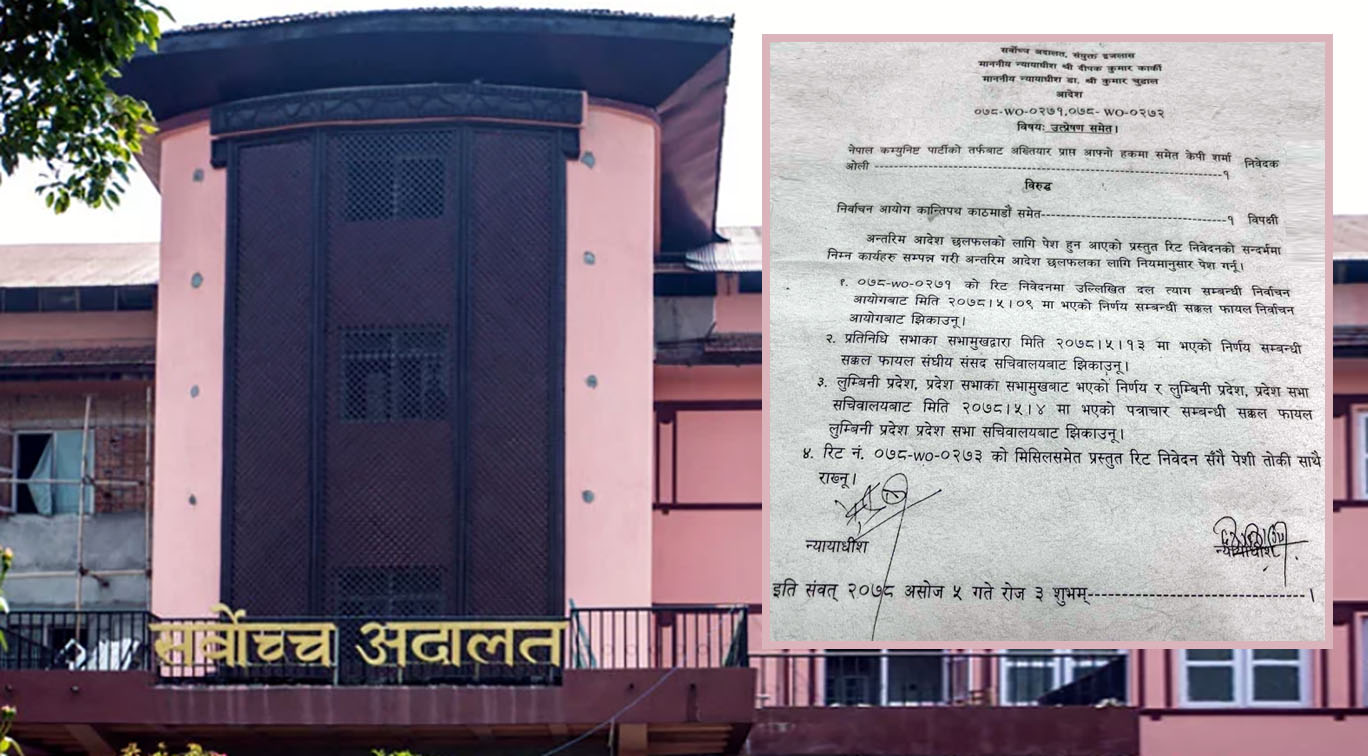 सर्वोच्च अदालत
सर्वोच्च अदालत, संयुक्त इजलास
माननीय न्यायाधीश श्री दीपक कुमार कार्की
माननीय न्यायाधीश डा. श्री कुमार चुडाल
आदेश
०७८-WO-०२७१,०७८- WO-०२७२
विषयः उत्प्रेषण समेत।
नेपाल कम्युनिष्ट पार्टीको तर्फबाट अख्तियार प्राप्त आफ्नो हकमा समेत केपी शर्मा निवेदक
ओली ------------------------------------------------------------१
विरुद्ध
निर्वाचन आयोग कान्तिपथ काठमाडौं समेत--------------------------------१ विपक्षी
अन्तरिम आदेश छलफलको लागि पेश हुन आएको प्रस्तुत रिट निवेदनको सन्दर्भमा
निम्न कार्यहरु सम्पन्न गरी अन्तरिम आदेश छलफलका लागि नियमानुसार पेश गर्नू।
१. ०७८-WO-०२७१ को रिट निवेदनमा उल्लिखित दल त्याग सम्बन्धी निर्वाचन
आयोगबाट मिति २०७८।५।०९ मा भएको निर्णय सम्बन्धी सक्कल फायल निर्वाचन
आयोगबाट झिकाउनू।
२. प्रतिनिधि सभाका सभामुखद्वारा मिति २०७८।५।१३ मा भएको निर्णय सम्बन्धी
सक्कल फायल संघीय संसद सचिवालयबाट झिकाउनू।
३. लुम्बिनी प्रदेश, प्रदेश सभाका सभामुखबाट भएको निर्णय र लुम्बिनी प्रदेश, प्रदेश सभा
सचिवालयबाट मिति २०७८।५।४ मा भएको पत्राचार सम्बन्धी सक्कल फायल
लुम्बिनी प्रदेश प्रदेश सभा सचिवालयबाट झिकाउनू।
४. रिट नं. ०७८-WO-०२७३ को मिसिलसमेत प्रस्तुत रिट निवेदन सँगै पेशी तोकी साथै
राख्नू।
न्यायाधीश
न्यायाधीश
इति संवत् २०७८ असोज ५ गते रोज ३ शुभम्--------------------------------।